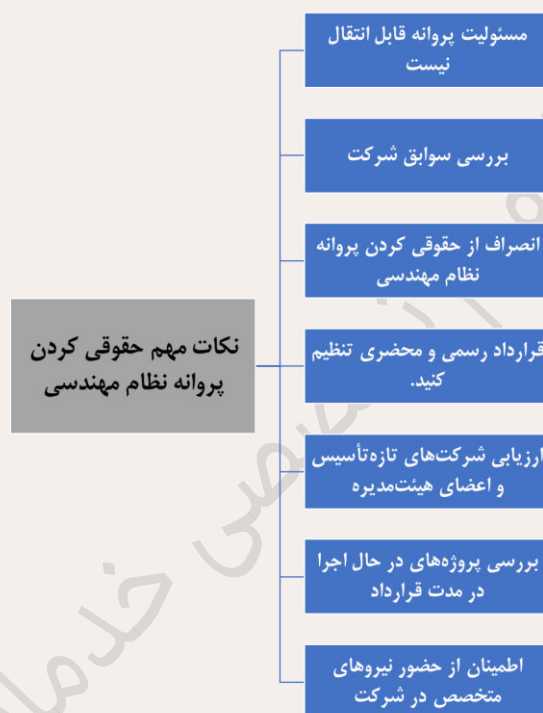 مسئولیت پروانه قابل انتقال
نیست
بررسی سوابق شرکت
انصراف از حقوقی کردن پروانه
نظام مهندسی
نکات مهم حقوقی کردن
پروانه نظام مهندسی
قرارداد رسمی و محضری تنظیم
کنید.
ارزیابی شرکت‌های تازه‌تأسیس
و اعضای هیئت‌مدیره
بررسی پروژه‌های در حال اجرا
در مدت قرارداد
اطمینان از حضور نیروهای
متخصص در شرکت